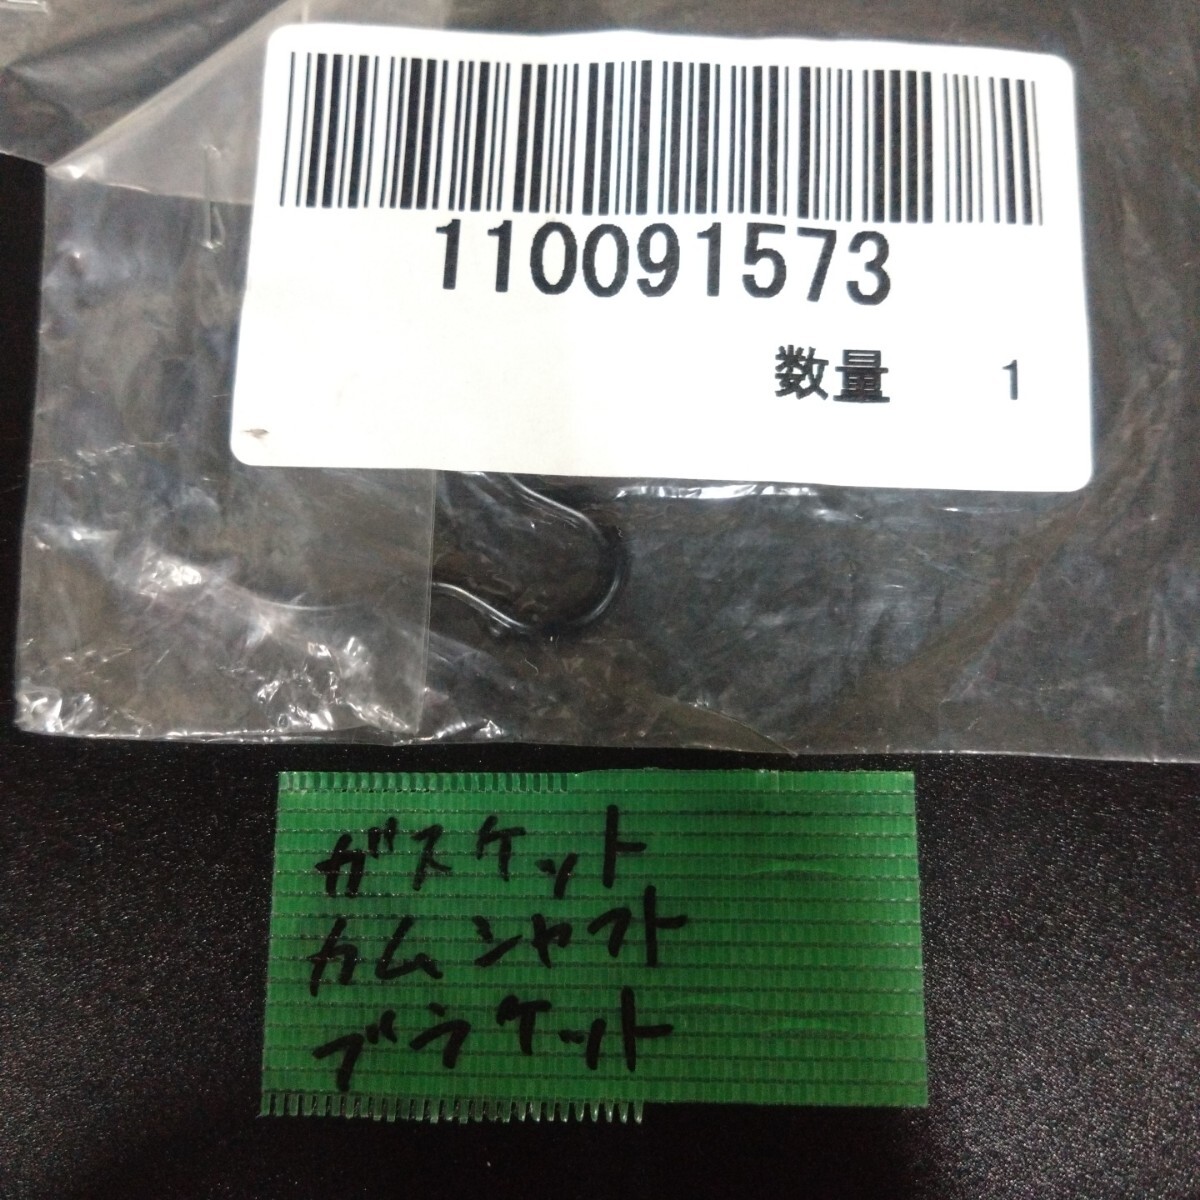 110091573
数量 1
ガスケット
カムシャフト
ブラケット